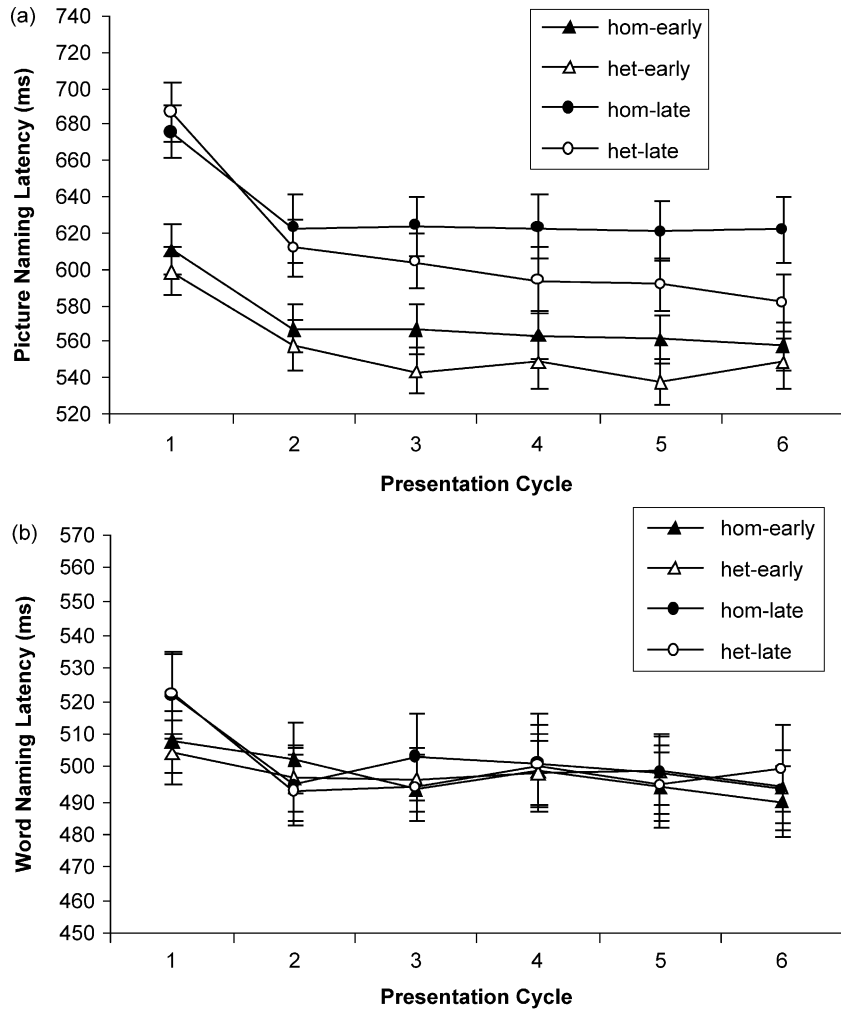 (a)
740
720
700
680
660
640
620
600
580
560
540
520
Picture Naming Latency (ms)
hom-early
het-early
hom-late
het-late
1 2 3 4 5 6
Presentation Cycle
(b)
570
560
550
540
530
520
510
500
490
480
470
460
450
Word Naming Latency (ms)
hom-early
het-early
hom-late
het-late
1 2 3 4 5 6
Presentation Cycle